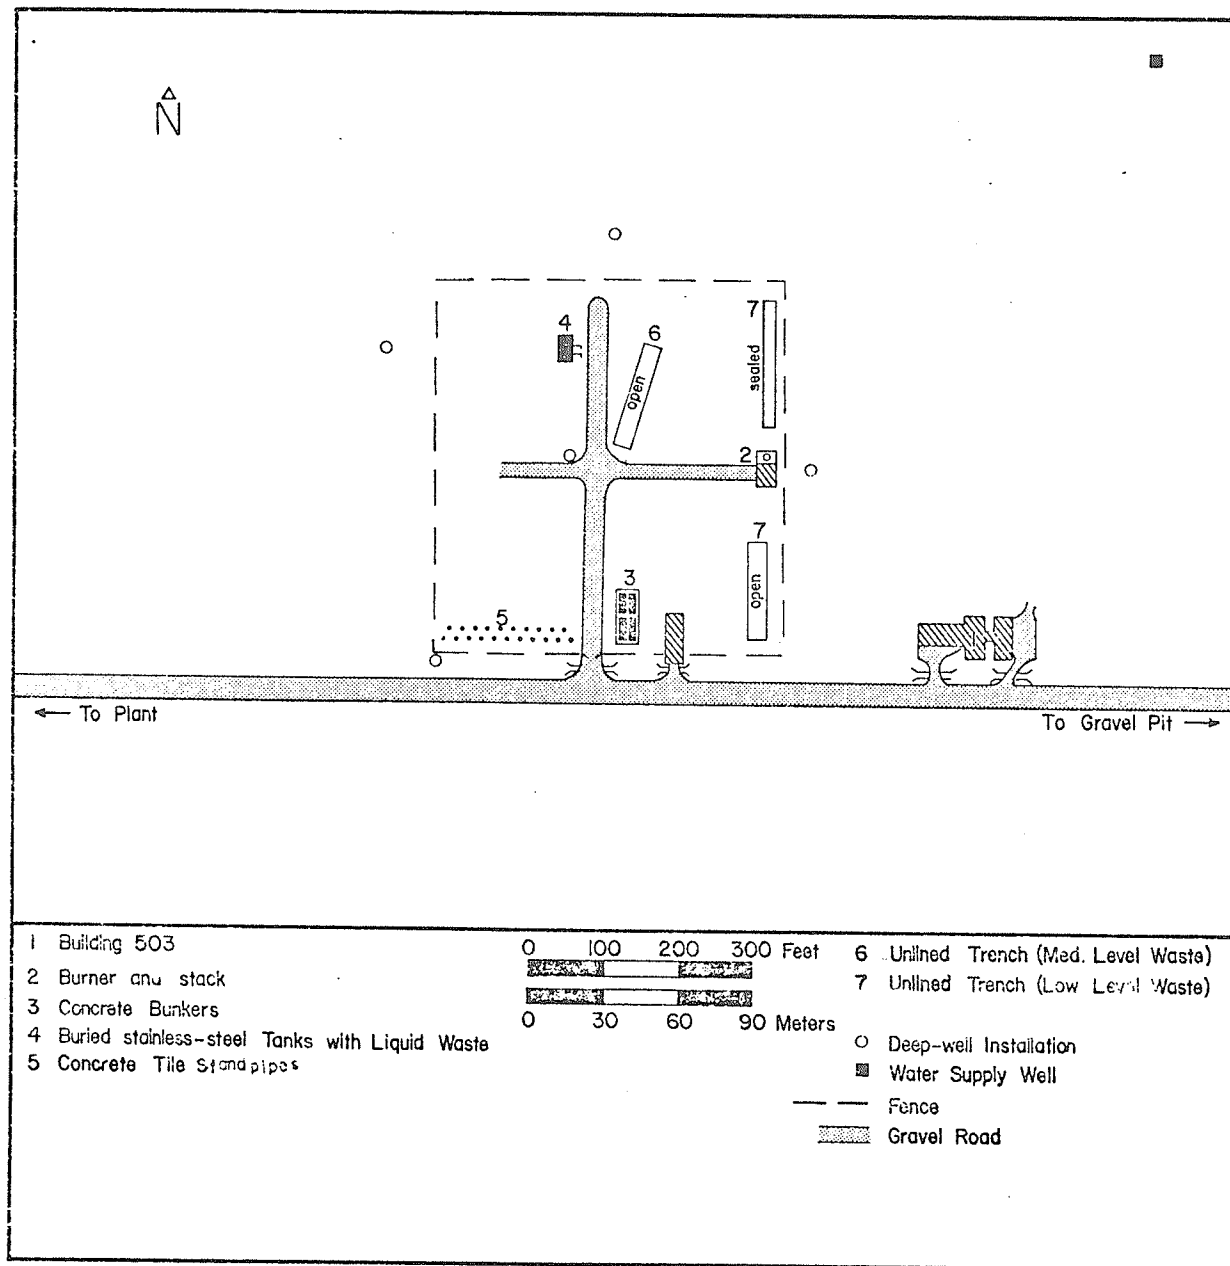 N
4
6
7
open
sealed
2
7
3
open
5
← To Plant
To Gravel Pit →
1 Building 503
2 Burner and stack
3 Concrete Bunkers
4 Buried stainless-steel Tanks with Liquid Waste
5 Concrete Tile Standpipes
0 100 200 300 Feet
0 30 60 90 Meters
6 Unlined Trench (Med. Level Waste)
7 Unlined Trench (Low Level Waste)
Deep-well Installation
Water Supply Well
Fence
Gravel Road